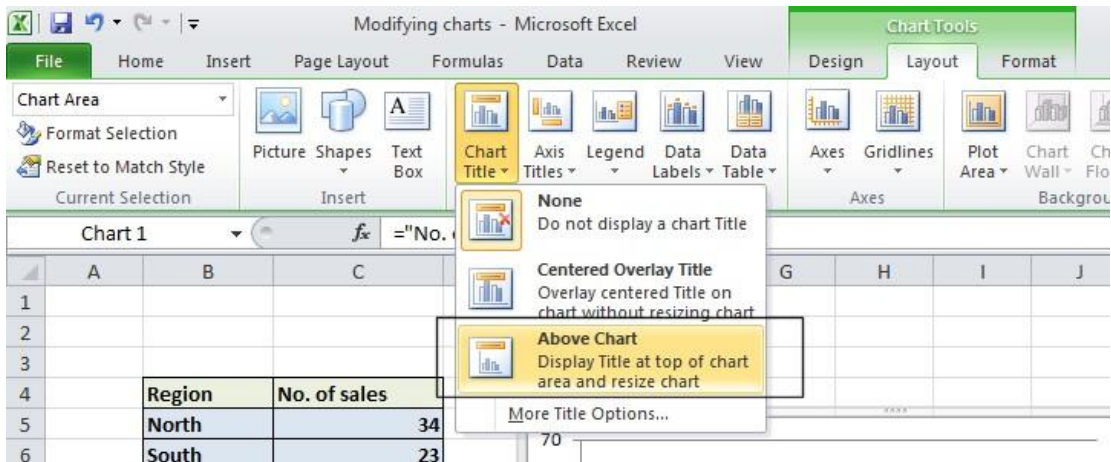 Modifying charts - Microsoft Excel
Chart Tools
File Home Insert Page Layout Formulas Data Review View Design Layout Format
Chart Area
Format Selection
Reset to Match Style
Current Selection
Picture Shapes Text Box
Insert
Chart Title
Axis Titles
Legend
Data Labels
Data Table
Axes Gridlines
Axes
Plot Area
Chart Wall
Chart 1
fx ="No.
None
Do not display a chart Title
Centered Overlay Title
Overlay centered Title on
chart without resizing chart
Above Chart
Display Title at top of chart
area and resize chart
More Title Options...
A B C G H I J
1
2
3
4 Region No. of sales
5 North 34
6 South 23
70